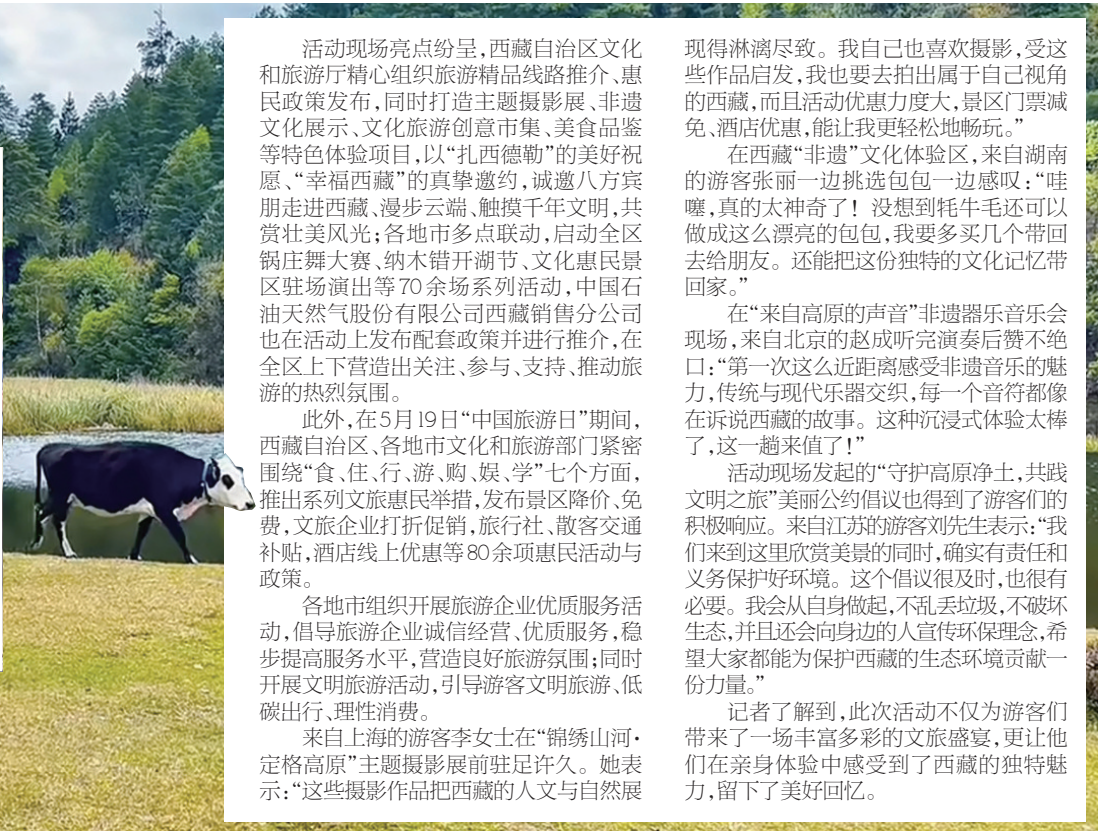 活动现场亮点纷呈，西藏自治区文化
和旅游厅精心组织旅游精品线路推介、惠
民政策发布，同时打造主题摄影展、非遗
文化展示、文化旅游创意市集、美食品鉴
等特色体验项目，以“扎西德勒”的美好祝
愿、“幸福西藏”的真挚邀约，诚邀八方宾
朋走进西藏、漫步云端、触摸千年文明，共
赏壮美风光；各地市多点联动，启动全区
锅庄舞大赛、纳木错开湖节、文化惠民景
区驻场演出等70余场系列活动，中国石
油天然气股份有限公司西藏销售分公司
也在活动上发布配套政策并进行推介，在
全区上下营造出关注、参与、支持、推动旅
游的热烈氛围。
此外，在5月19日“中国旅游日”期间，
西藏自治区、各地市文化和旅游部门紧密
围绕“食、住、行、游、购、娱、学”七个方面，
推出系列文旅惠民举措，发布景区降价、免
费，文旅企业打折促销，旅行社、散客交通
补贴，酒店线上优惠等80余项惠民活动与
政策。
各地市组织开展旅游企业优质服务活
动，倡导旅游企业诚信经营、优质服务，稳
步提高服务水平，营造良好旅游氛围；同时
开展文明旅游活动，引导游客文明旅游、低
碳出行、理性消费。
来自上海的游客李女士在“锦绣山河·
定格高原”主题摄影展前驻足许久。她表
示：“这些摄影作品把西藏的人文与自然展
现得淋漓尽致。我自己也喜欢摄影，受这
些作品启发，我也要去拍出属于自己视角
的西藏，而且活动优惠力度大，景区门票减
免、酒店优惠，能让我更轻松地畅玩。”
在西藏“非遗”文化体验区，来自湖南
的游客张丽一边挑选包包一边感叹：“哇
噻，真的太神奇了！没想到牦牛毛还可以
做成这么漂亮的包包，我要多买几个带回
去给朋友。还能把这份独特的文化记忆带
回家。”
在“来自高原的声音”非遗器乐音乐会
现场，来自北京的赵成听完演奏后赞不绝
口：“第一次这么近距离感受非遗音乐的魅
力，传统与现代乐器交织，每一个音符都像
在诉说西藏的故事。这种沉浸式体验太棒
了，这一趟来值了！”
活动现场发起的“守护高原净土，共践
文明之旅”美丽公约倡议也得到了游客们的
积极响应。来自江苏的游客刘先生表示：“我
们来到这里欣赏美景的同时，确实有责任和
义务保护好环境。这个倡议很及时，也很有
必要。我会从自身做起，不乱丢垃圾，不破坏
生态，并且还会向身边的人宣传环保理念，希
望大家都能为保护西藏的生态环境贡献一
份力量。”
记者了解到，此次活动不仅为游客们
带来了一场丰富多彩的文旅盛宴，更让他
们在亲身体验中感受到了西藏的独特魅
力，留下了美好回忆。